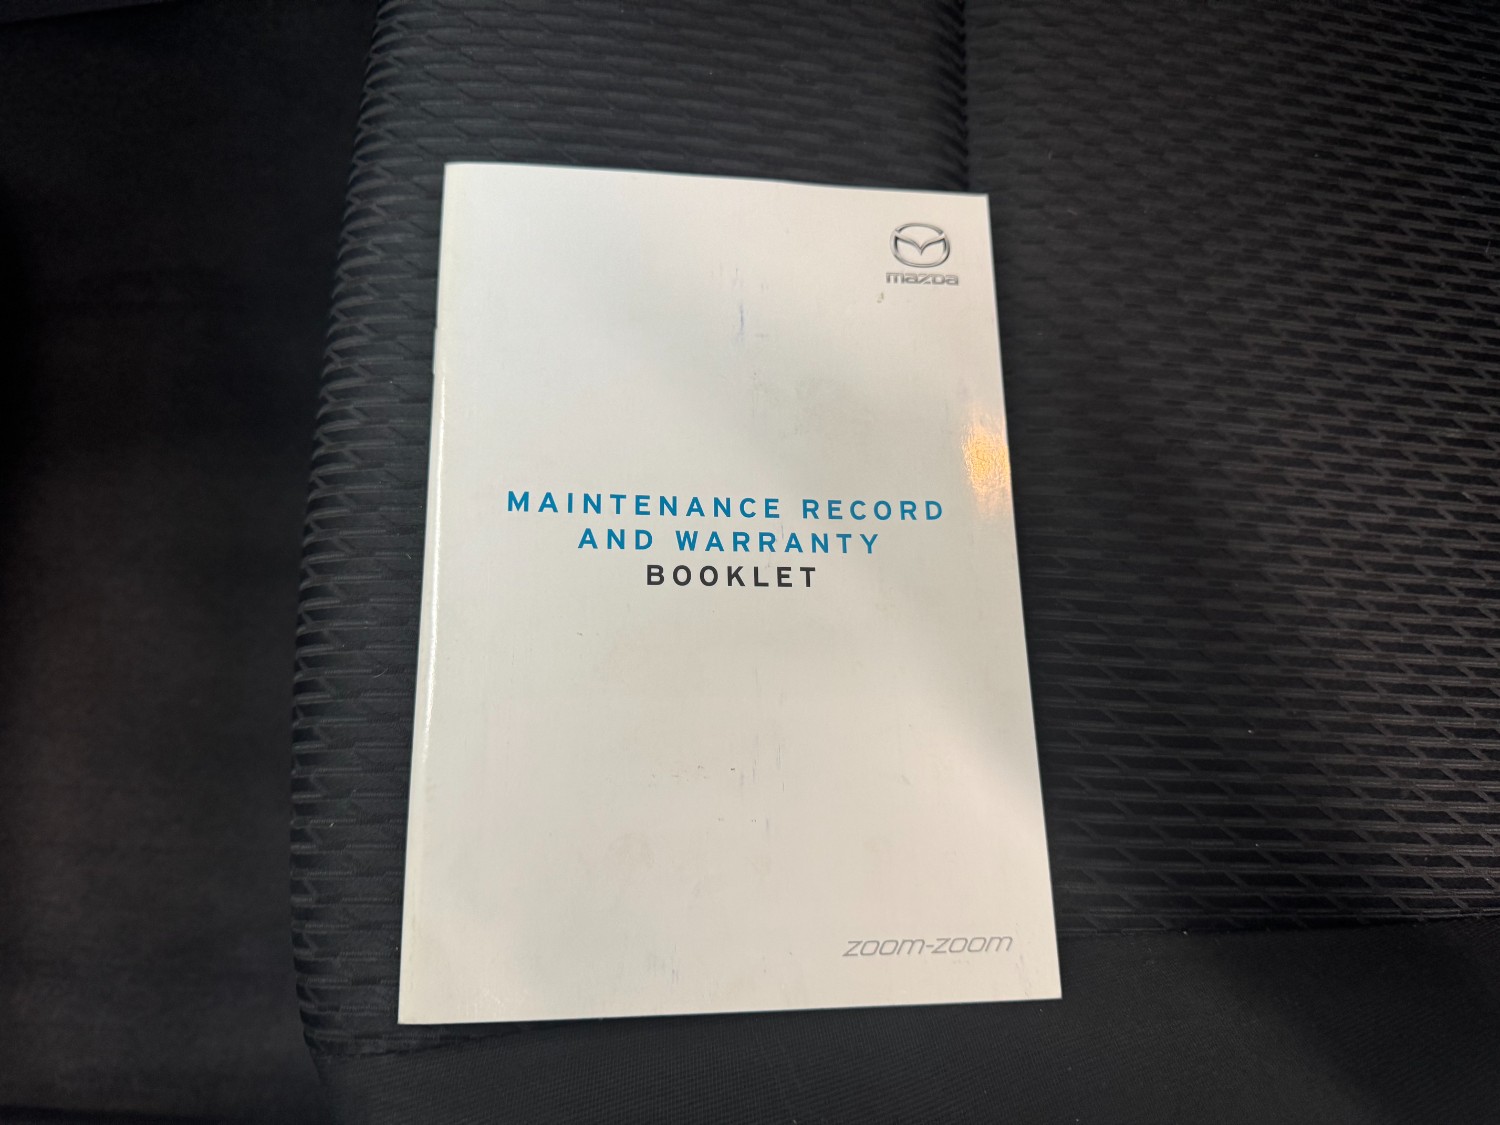 mazda
MAINTENANCE RECORD
AND WARRANTY
BOOKLET
zoom-zoom